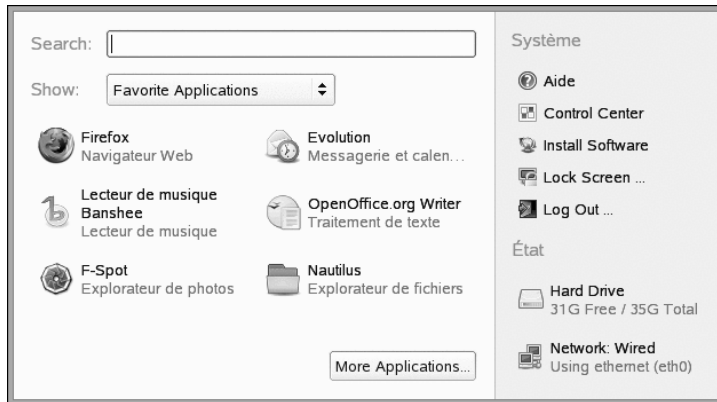 Search:
Show:
Favorite Applications
Firefox
Navigateur Web
Evolution
Messagerie et calen...
Lecteur de musique
Banshee
Lecteur de musique
OpenOffice.org Writer
Traitement de texte
F-Spot
Explorateur de photos
Nautilus
Explorateur de fichiers
More Applications...
Système
Aide
Control Center
Install Software
Lock Screen ...
Log Out ...
État
Hard Drive
31G Free / 35G Total
Network: Wired
Using ethernet (eth0)